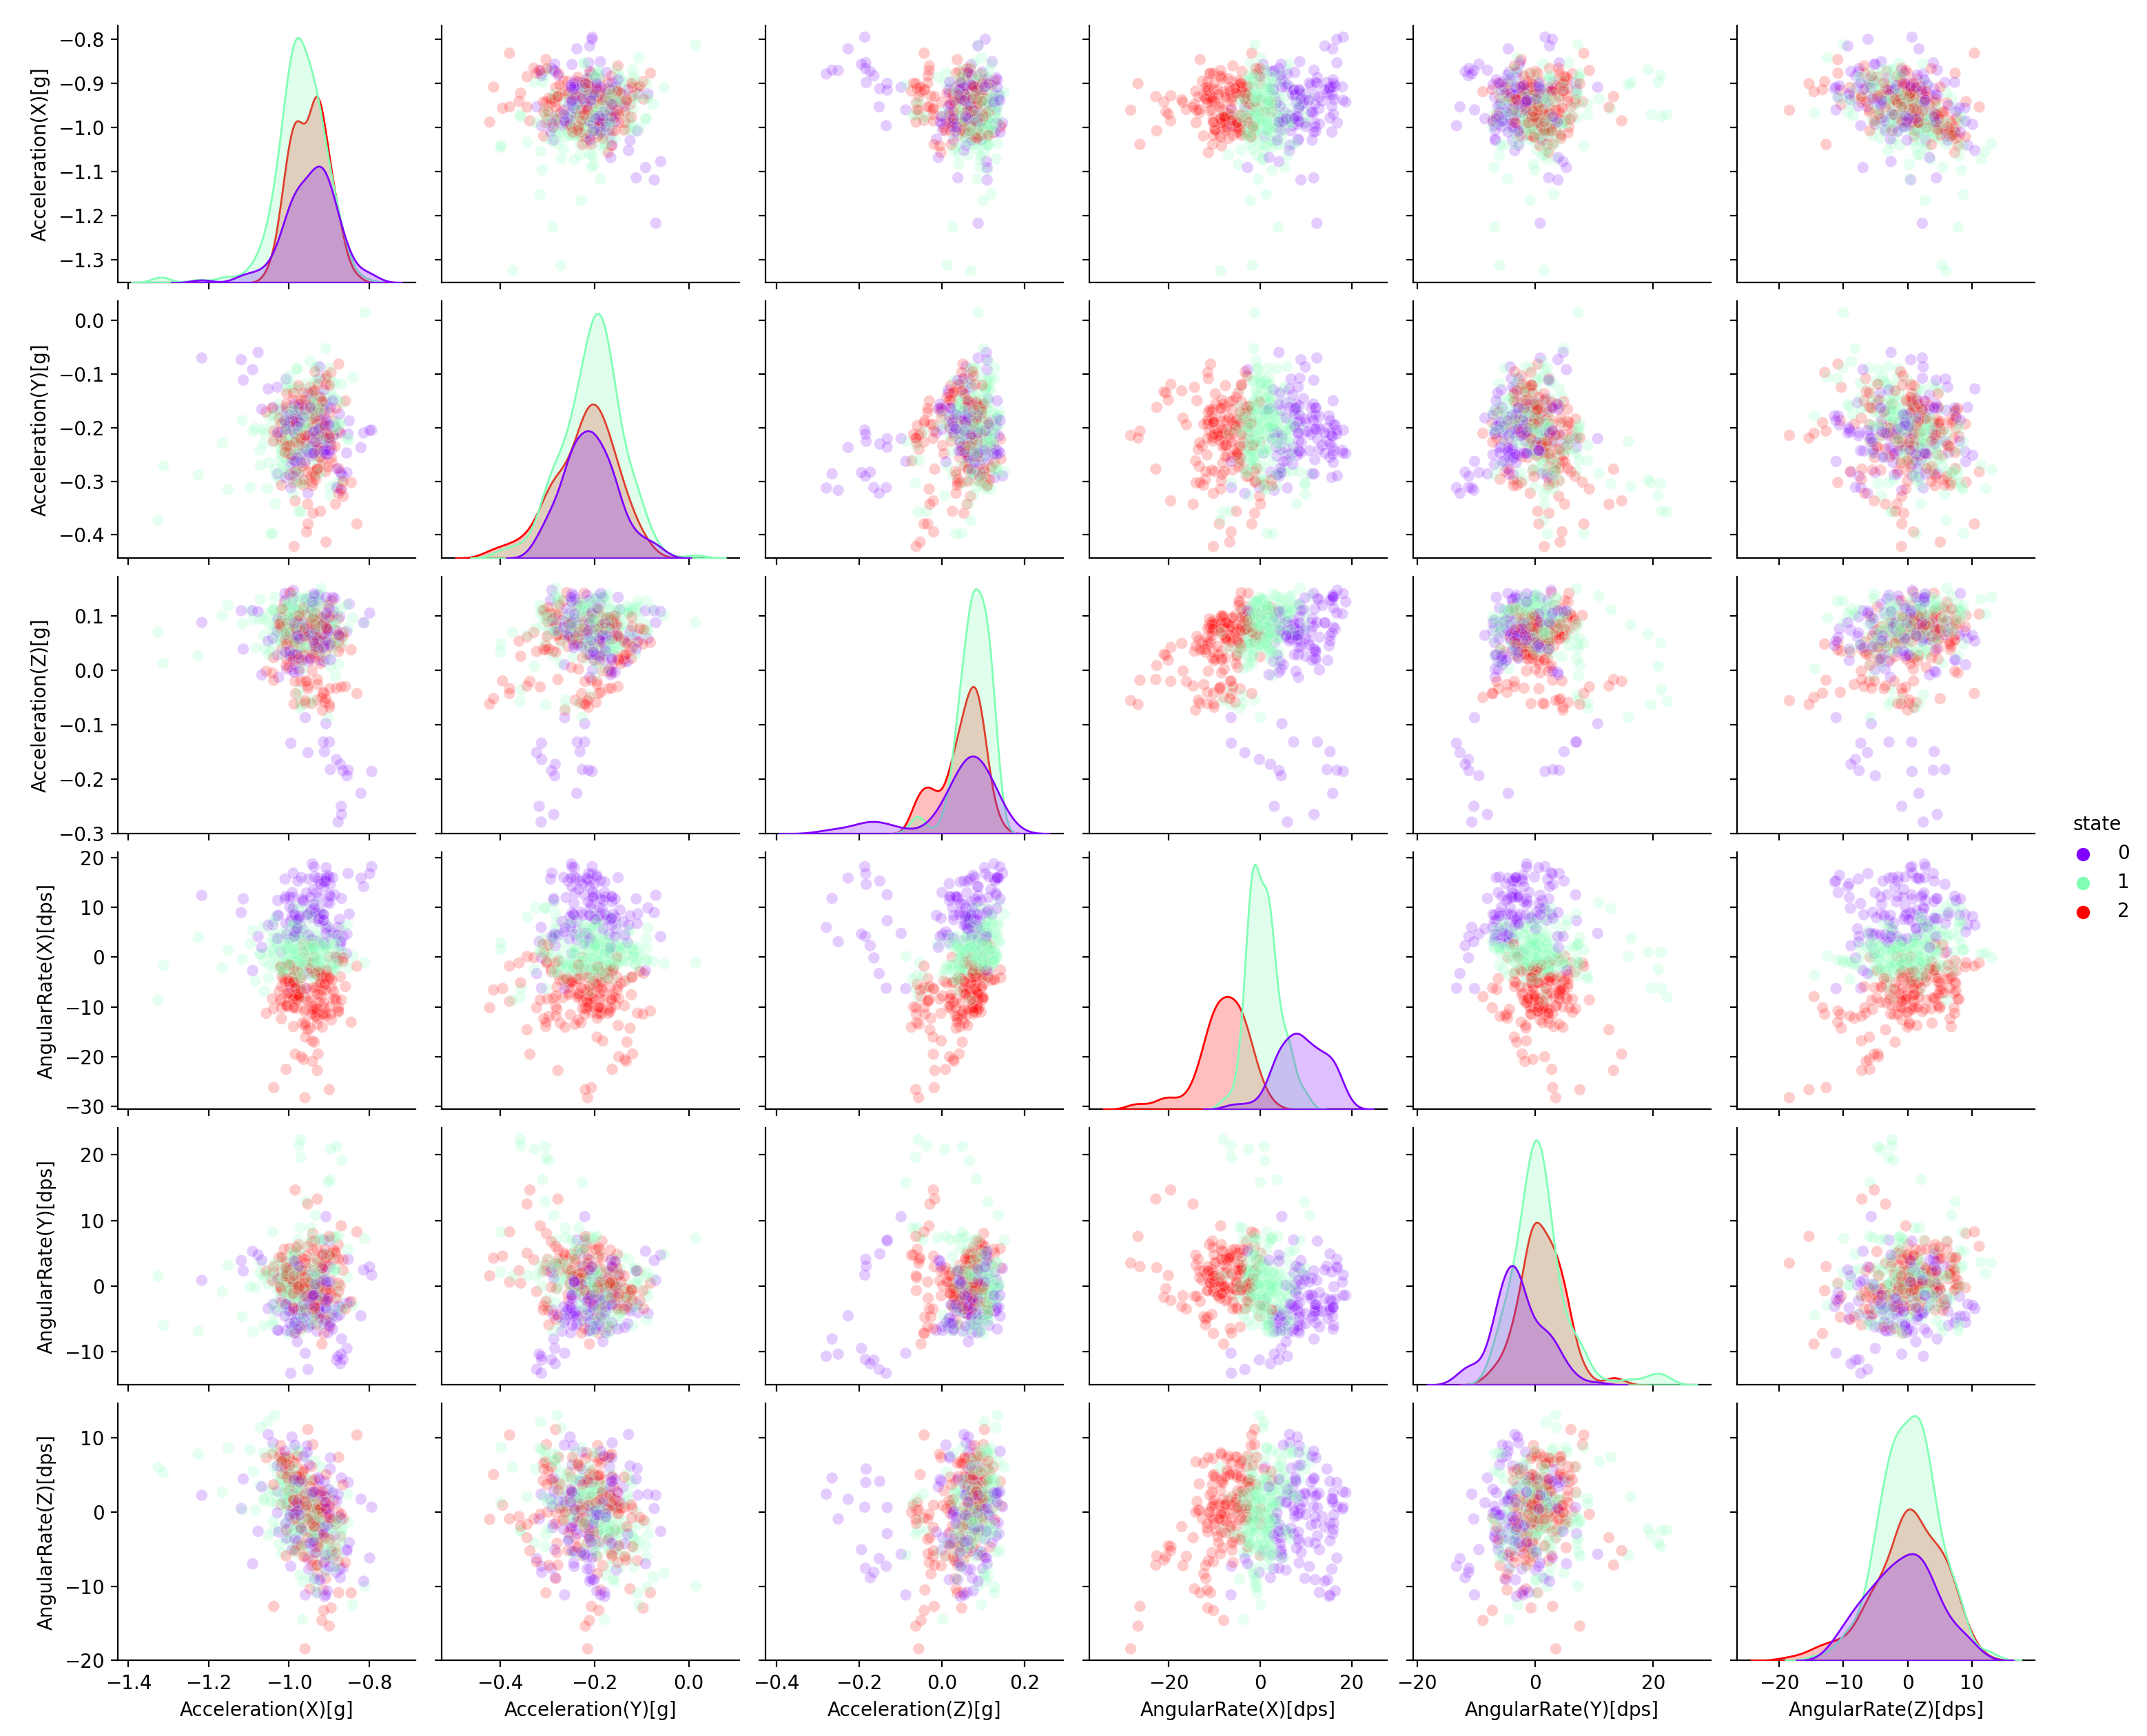 −0.8
−0.9
−1.0
−1.1
−1.2
−1.3
Acceleration(X)[g]
0.0
−0.1
−0.2
−0.3
−0.4
Acceleration(Y)[g]
0.1
0.0
−0.1
−0.2
−0.3
Acceleration(Z)[g]
state
0
1
2
20
10
0
−10
−20
−30
AngularRate(X)[dps]
20
10
0
−10
AngularRate(Y)[dps]
10
0
−10
−20
AngularRate(Z)[dps]
−1.4 −1.2 −1.0 −0.8
−0.4 −0.2 0.0
−0.4 −0.2 0.0 0.2
−20 0 20
−20 0 20
−20 −10 0 10
Acceleration(X)[g]
Acceleration(Y)[g]
Acceleration(Z)[g]
AngularRate(X)[dps]
AngularRate(Y)[dps]
AngularRate(Z)[dps]